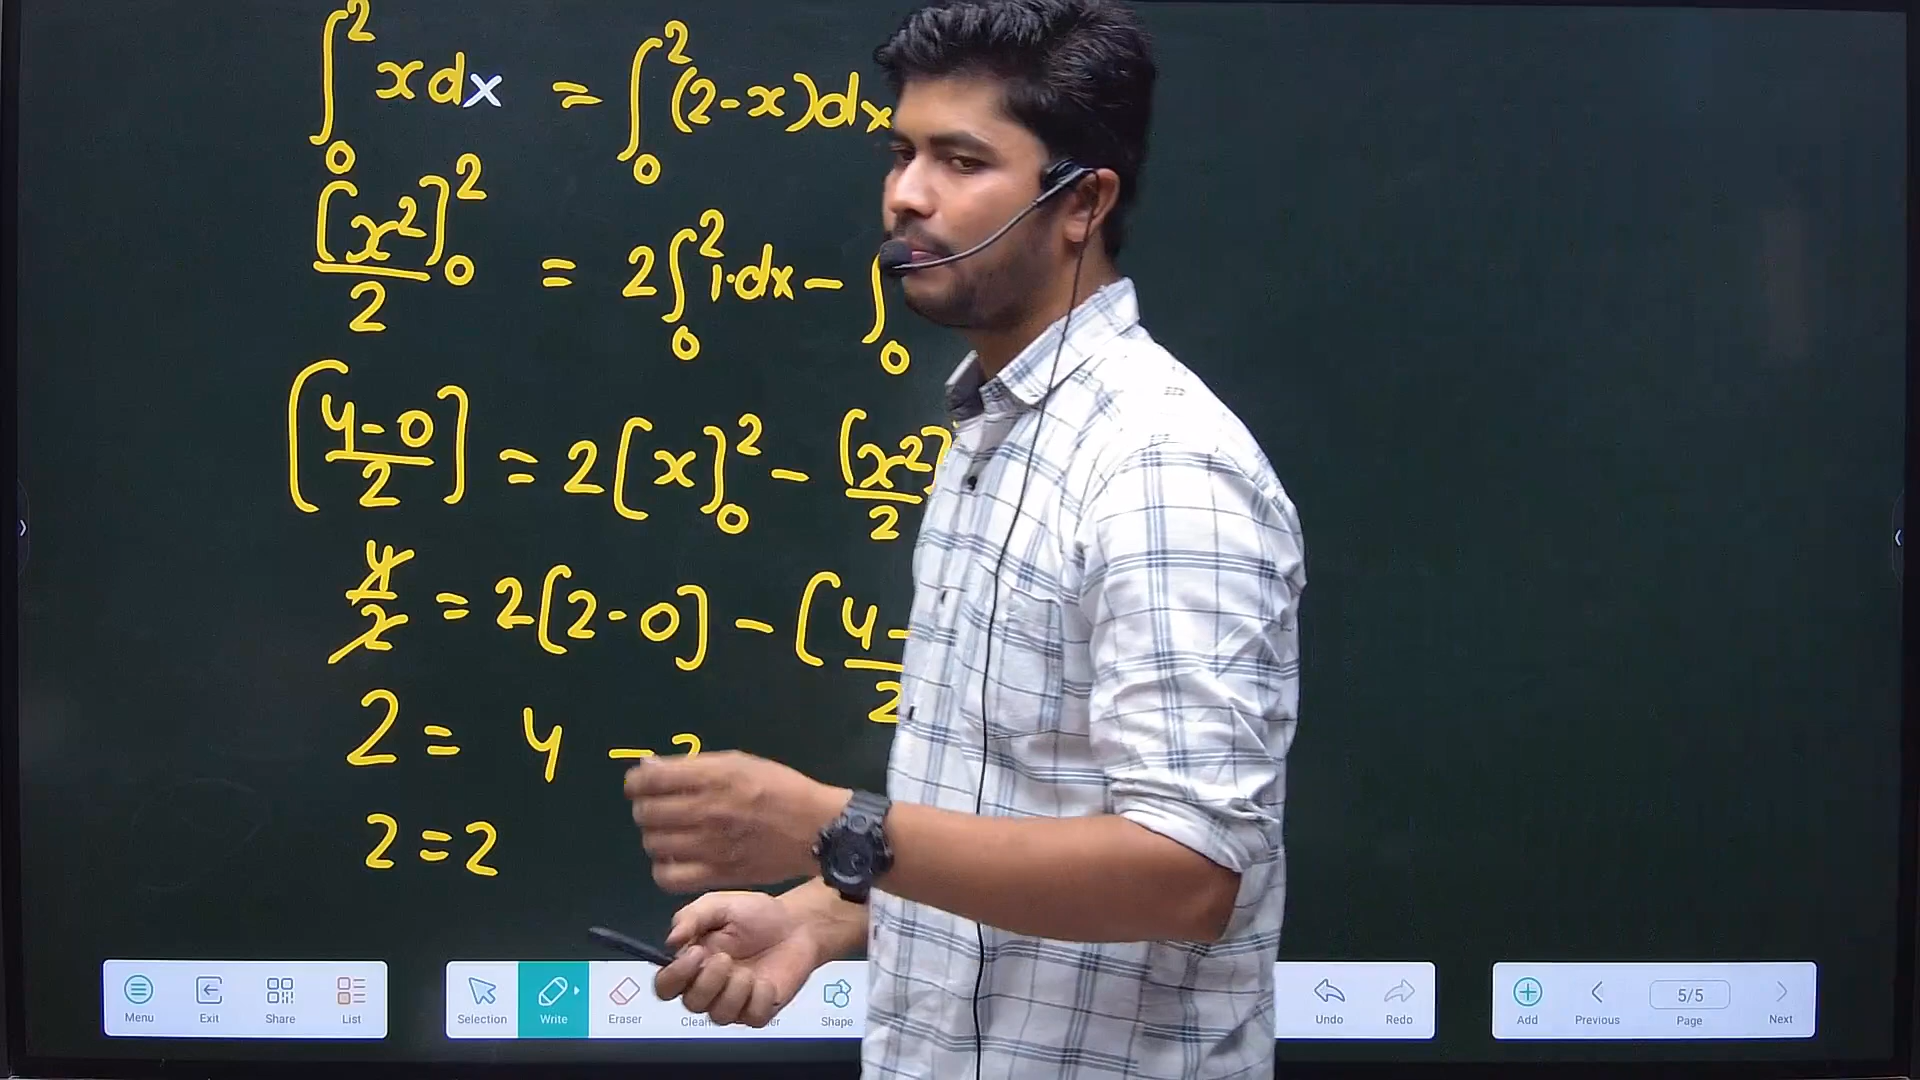 ∫₀² x dx = ∫₀² (2-x)dx
[x²]/2 ₀² = 2∫₀² 1·dx - ∫₀
[4-0/2] = 2[x]₀² - [x²]/2
4/2 = 2[2-0] - [4-/2
2 = 4 - 2
2=2
Menu Exit Share List Selection Write Eraser Clean Shape Undo Redo Add Previous 5/5 Page Next